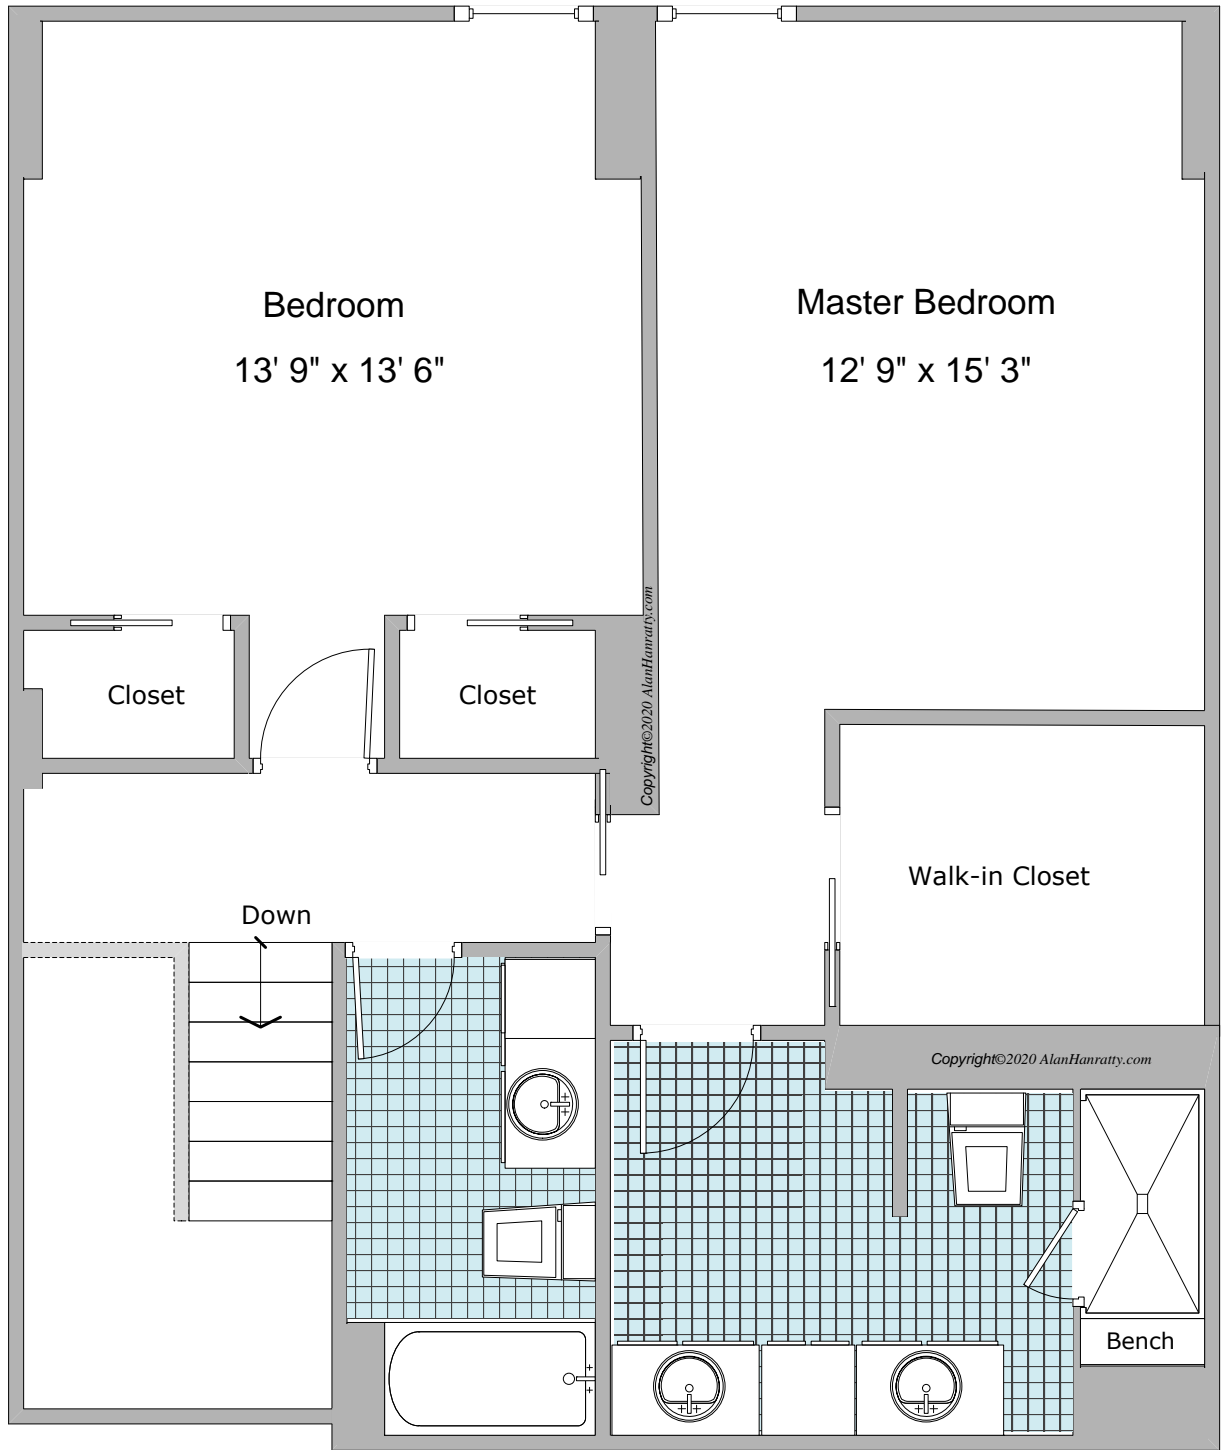 Bedroom
13' 9" x 13' 6"
Master Bedroom
12' 9" x 15' 3"
Copyright©2020 AlanHanratty.com
Closet
Closet
Walk-in Closet
Down
Copyright©2020 AlanHanratty.com
Bench